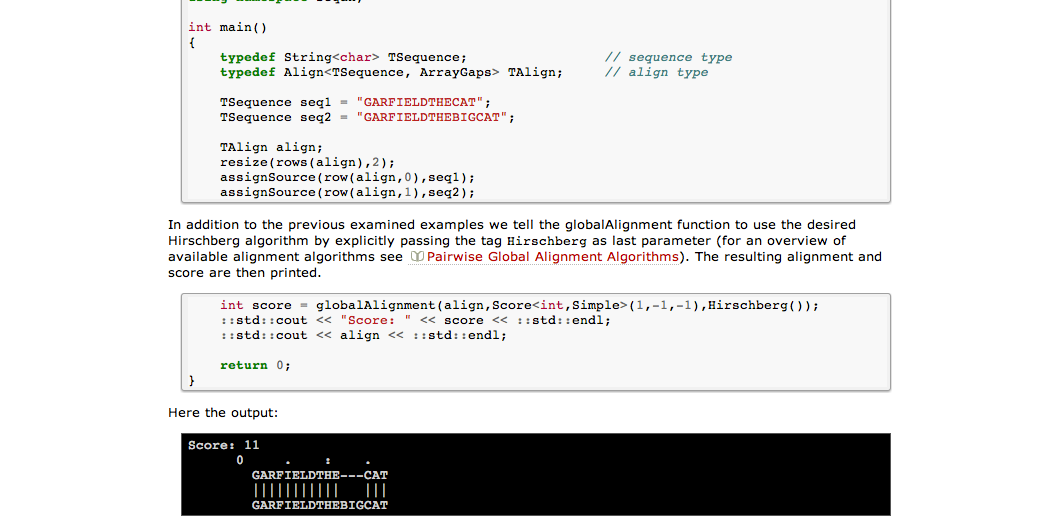 int main()
{
typedef String<char> TSequence; // sequence type
typedef Align<TSequence, ArrayGaps> TAlign; // align type
TSequence seq1 = "GARFIELDTHECAT";
TSequence seq2 = "GARFIELDTHEBIGCAT";
TAlign align;
resize(rows(align),2);
assignSource(row(align,0),seq1);
assignSource(row(align,1),seq2);
In addition to the previous examined examples we tell the globalAlignment function to use the desired
Hirschberg algorithm by explicitly passing the tag Hirschberg as last parameter (for an overview of
available alignment algorithms see Pairwise Global Alignment Algorithms). The resulting alignment and
score are then printed.
int score = globalAlignment(align,Score<int,Simple>(1,-1,-1),Hirschberg());
::std::cout << "Score: " << score << ::std::endl;
::std::cout << align << ::std::endl;
return 0;
}
Here the output:
Score: 11
0 . : .
GARFIELDTHE---CAT
||||||||||| |||
GARFIELDTHEBIGCAT